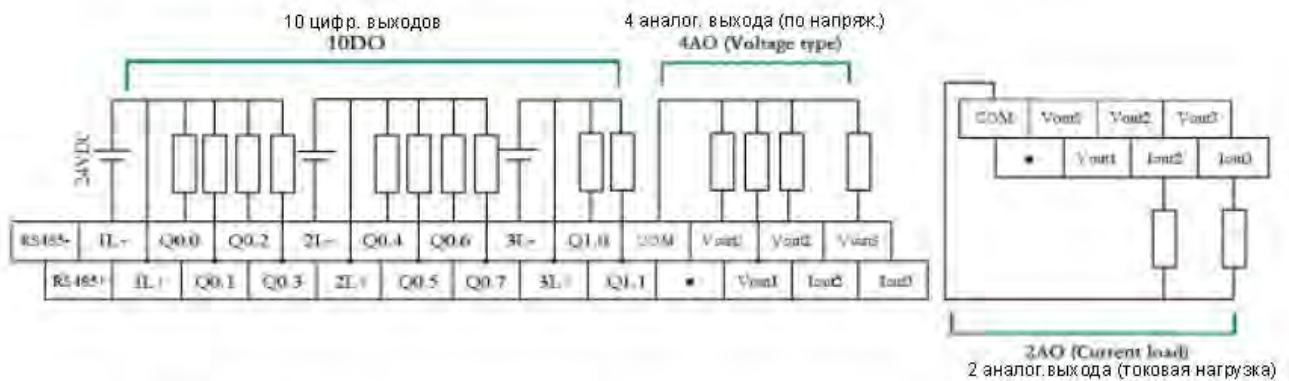 10 цифр. выходов
10DO
4 аналог. выхода (по напряж.)
4AO (Voltage type)
24VDC
COM Vout2 Vout3
• Vout1 Iout2 Iout3
RS485- 1L- Q0.0 Q0.2 2L- Q0.4 Q0.6 3L- Q1.0 COM Vout2 Vout3
RS485+ 1L+ Q0.1 Q0.3 2L+ Q0.5 Q0.7 3L+ Q1.1 • Vout1 Iout2 Iout3
2AO (Current load)
2 аналог.выхода (токовая нагрузка)